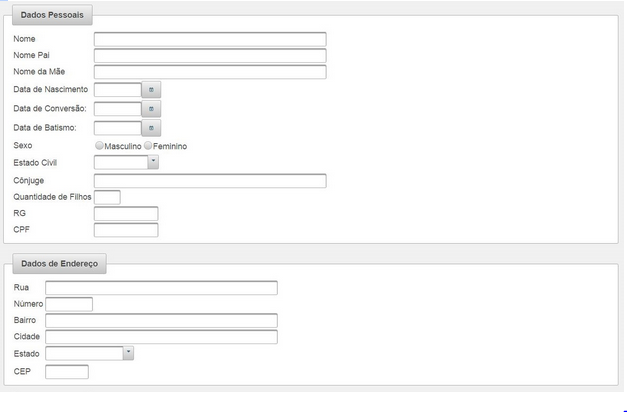 Dados Pessoais
Nome
Nome Pai
Nome da Mãe
Data de Nascimento
Data de Conversão:
Data de Batismo:
Sexo Masculino Feminino
Estado Civil
Cônjuge
Quantidade de Filhos
RG
CPF
Dados de Endereço
Rua
Número
Bairro
Cidade
Estado
CEP